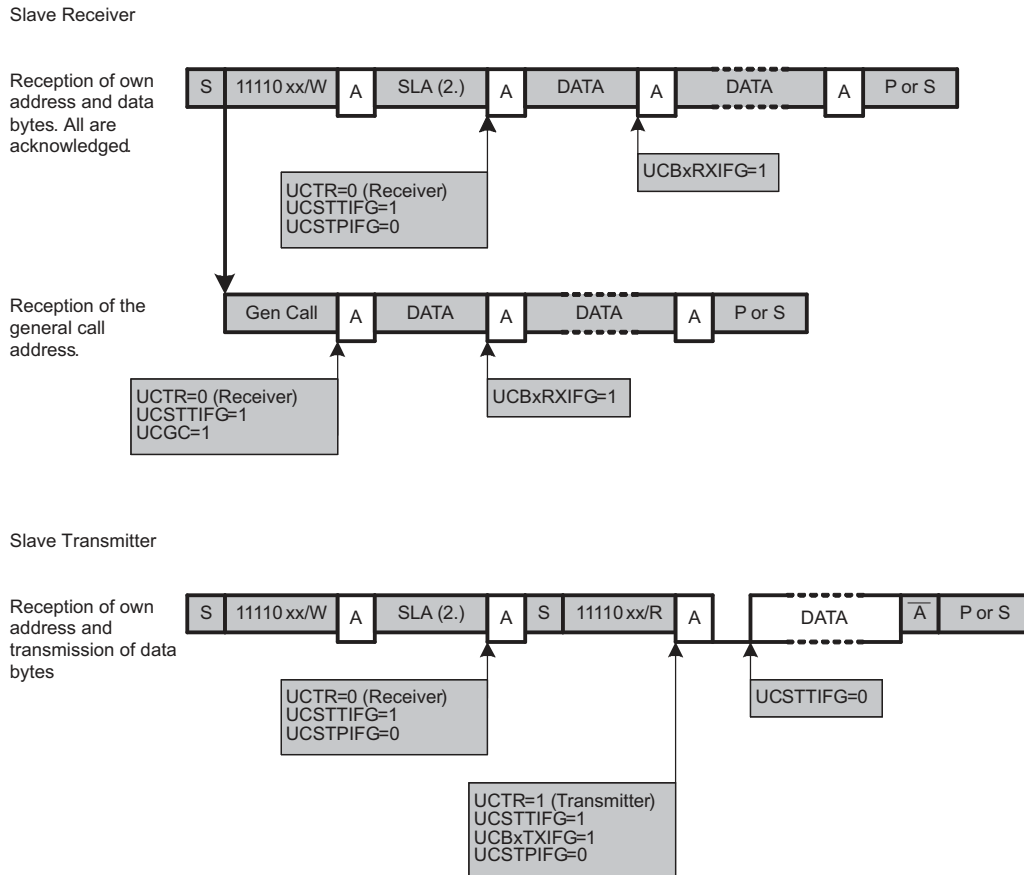 Slave Receiver
Reception of own
address and data
bytes. All are
acknowledged.
S 11110 xx/W A SLA (2.) A DATA A DATA A P or S
UCTR=0 (Receiver)
UCSTTIFG=1
UCSTPIFG=0
UCBxRXIFG=1
Reception of the
general call
address.
Gen Call A DATA A DATA A P or S
UCTR=0 (Receiver)
UCSTTIFG=1
UCGC=1
UCBxRXIFG=1
Slave Transmitter
Reception of own
address and
transmission of data
bytes
S 11110 xx/W A SLA (2.) A S 11110 xx/R A DATA A̅ P or S
UCTR=0 (Receiver)
UCSTTIFG=1
UCSTPIFG=0
UCSTTIFG=0
UCTR=1 (Transmitter)
UCSTTIFG=1
UCBxTXIFG=1
UCSTPIFG=0